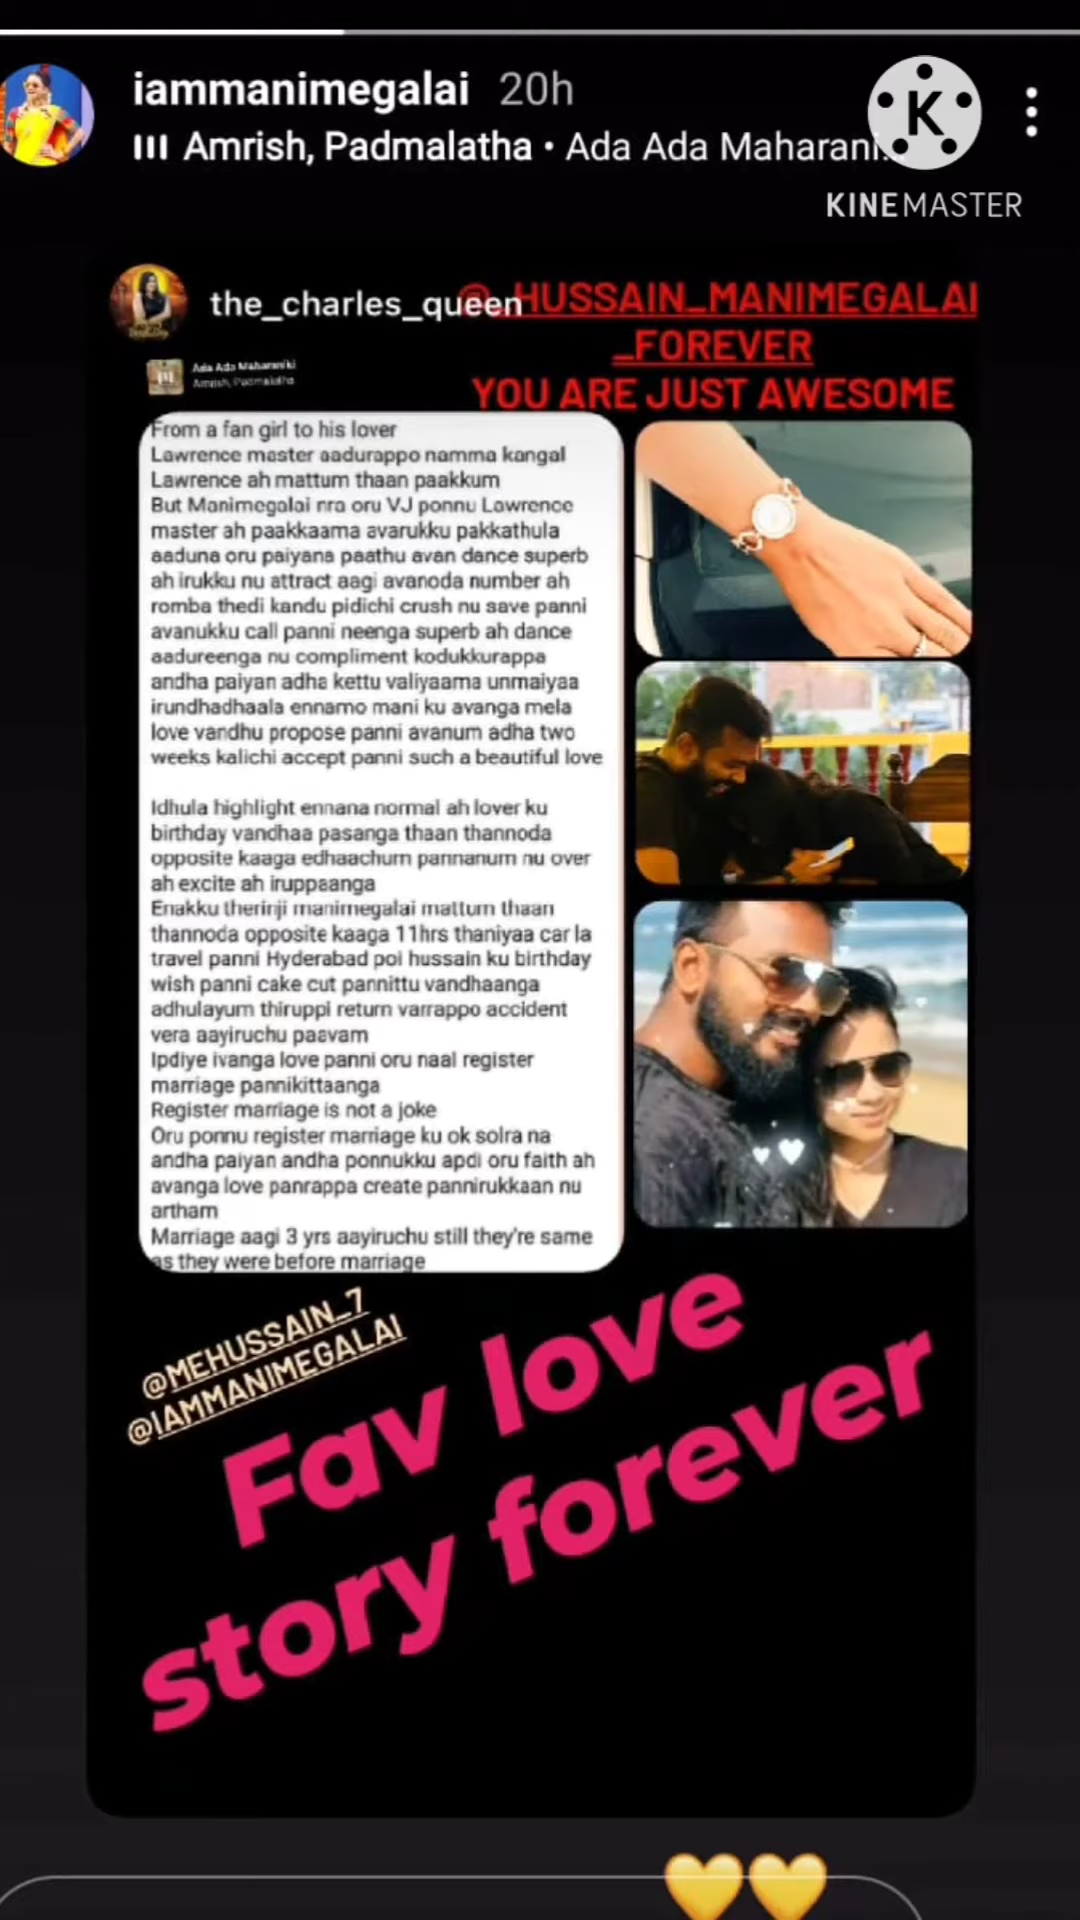 iammanimegalai 20h
Amrish, Padmalatha • Ada Ada Maharani...
K
KINEMASTER
the_charles_queen
@_HUSSAIN_MANIMEGALAI
_FOREVER
YOU ARE JUST AWESOME
Ada Ada Maharaniki
Amrish, Padmalatha
From a fan girl to his lover
Lawrence master aadurappo namma kangal
Lawrence ah mattum thaan paakkum
But Manimegalai nra oru VJ ponnu Lawrence
master ah paakkaama avarukku pakkathula
aaduna oru paiyana paathu avan dance superb
ah irukku nu attract aagi avanoda number ah
romba thedi kandu pidichi crush nu save panni
avanukku call panni neenga superb ah dance
aadureenga nu compliment kodukkurappa
andha paiyan adha kettu valiyaama unmaiyaa
irundhadhaala ennamo mani ku avanga mela
love vandhu propose panni avanum adha two
weeks kalichi accept panni such a beautiful love
Idhula highlight ennana normal ah lover ku
birthday vandhaa pasanga thaan thannoda
opposite kaaga edhaachum pannanum nu over
ah excite ah iruppaanga
Enakku therinji manimegalai mattum thaan
thannoda opposite kaaga 11hrs thaniyaa car la
travel panni Hyderabad poi hussain ku birthday
wish panni cake cut pannittu vandhaanga
adhulayum thiruppi return varrappo accident
vera aayiruchu paavam
Ipdiye ivanga love panni oru naal register
marriage pannikittaanga
Register marriage is not a joke
Oru ponnu register marriage ku ok solra na
andha paiyan andha ponnukku apdi oru faith ah
avanga love panrappa create pannirukkaan nu
artham
Marriage aagi 3 yrs aayiruchu still they're same
as they were before marriage
@MEHUSSAIN_7
@IAMMANIMEGALAI
Fav love
story forever